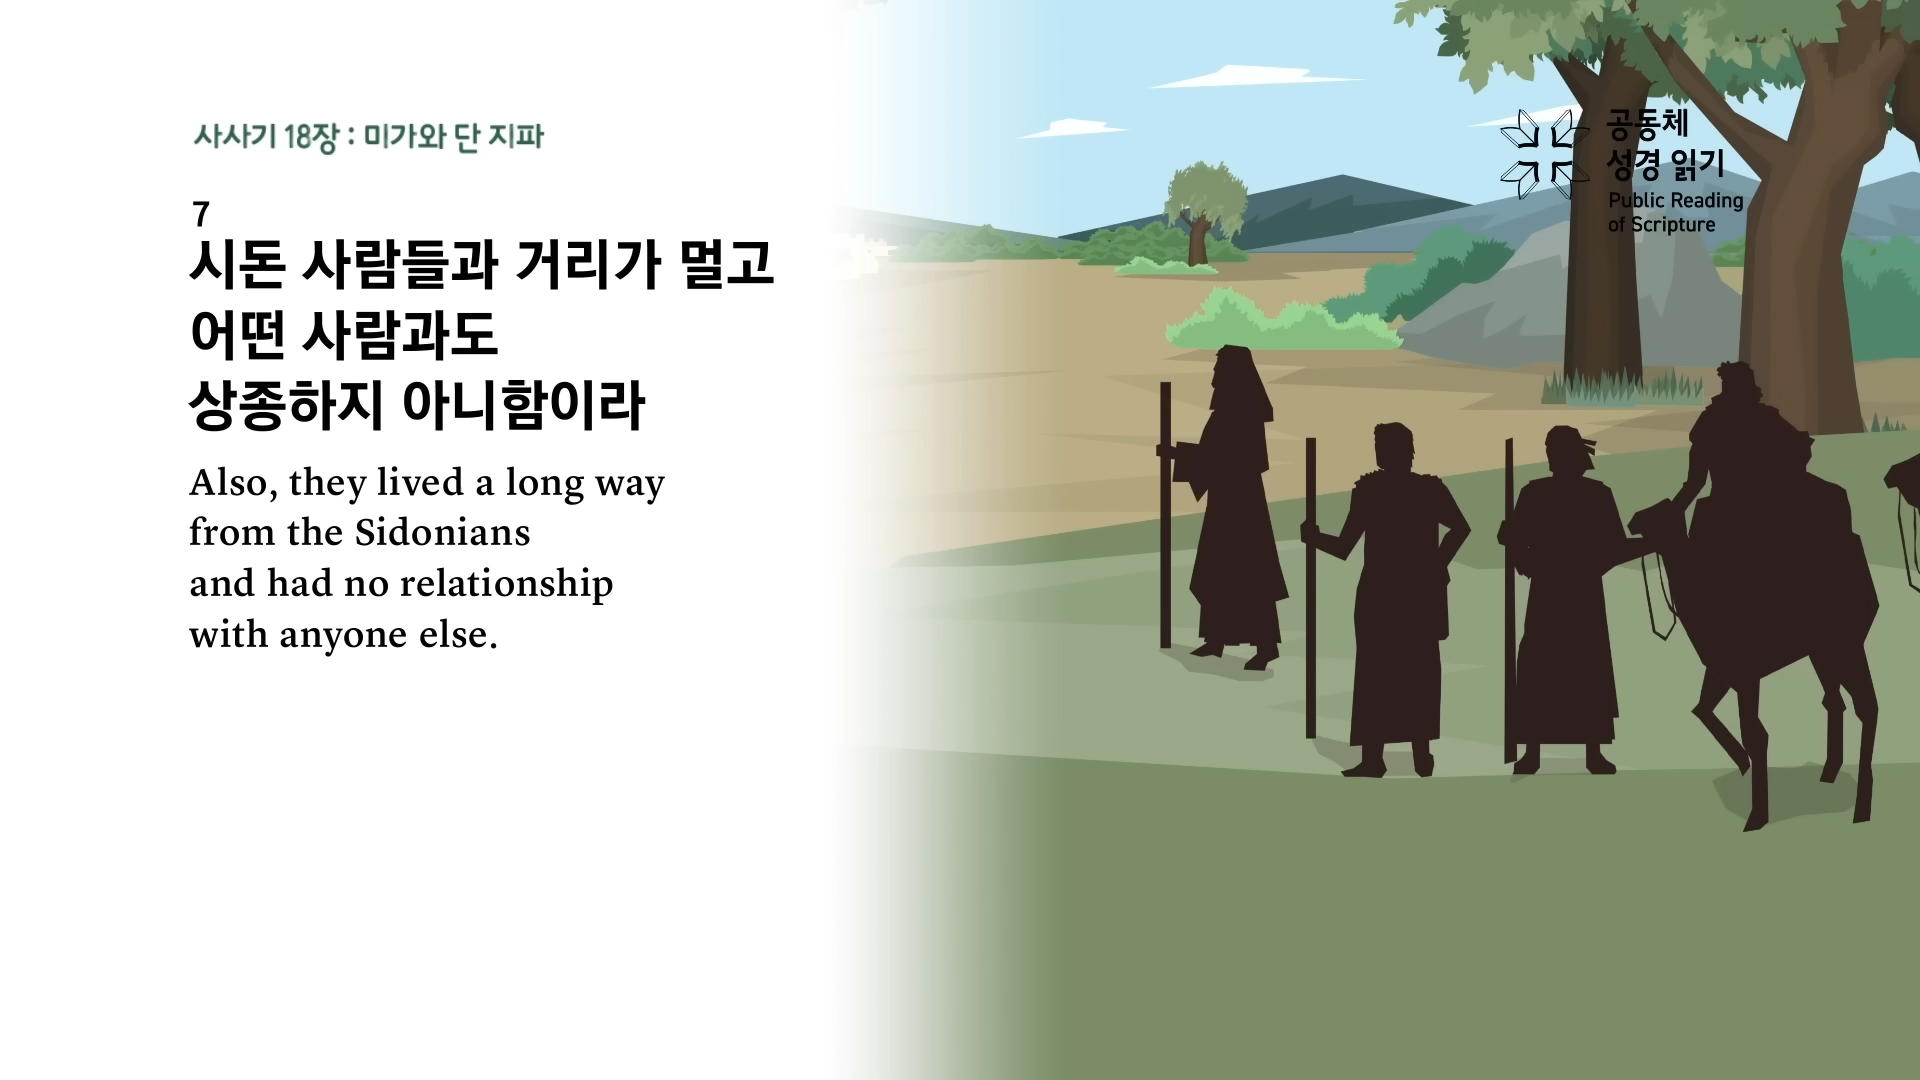 사사기 18장 : 미가와 단 지파
7
시돈 사람들과 거리가 멀고
어떤 사람과도
상종하지 아니함이라
Also, they lived a long way
from the Sidonians
and had no relationship
with anyone else.
공동체
성경 읽기
Public Reading
of Scripture